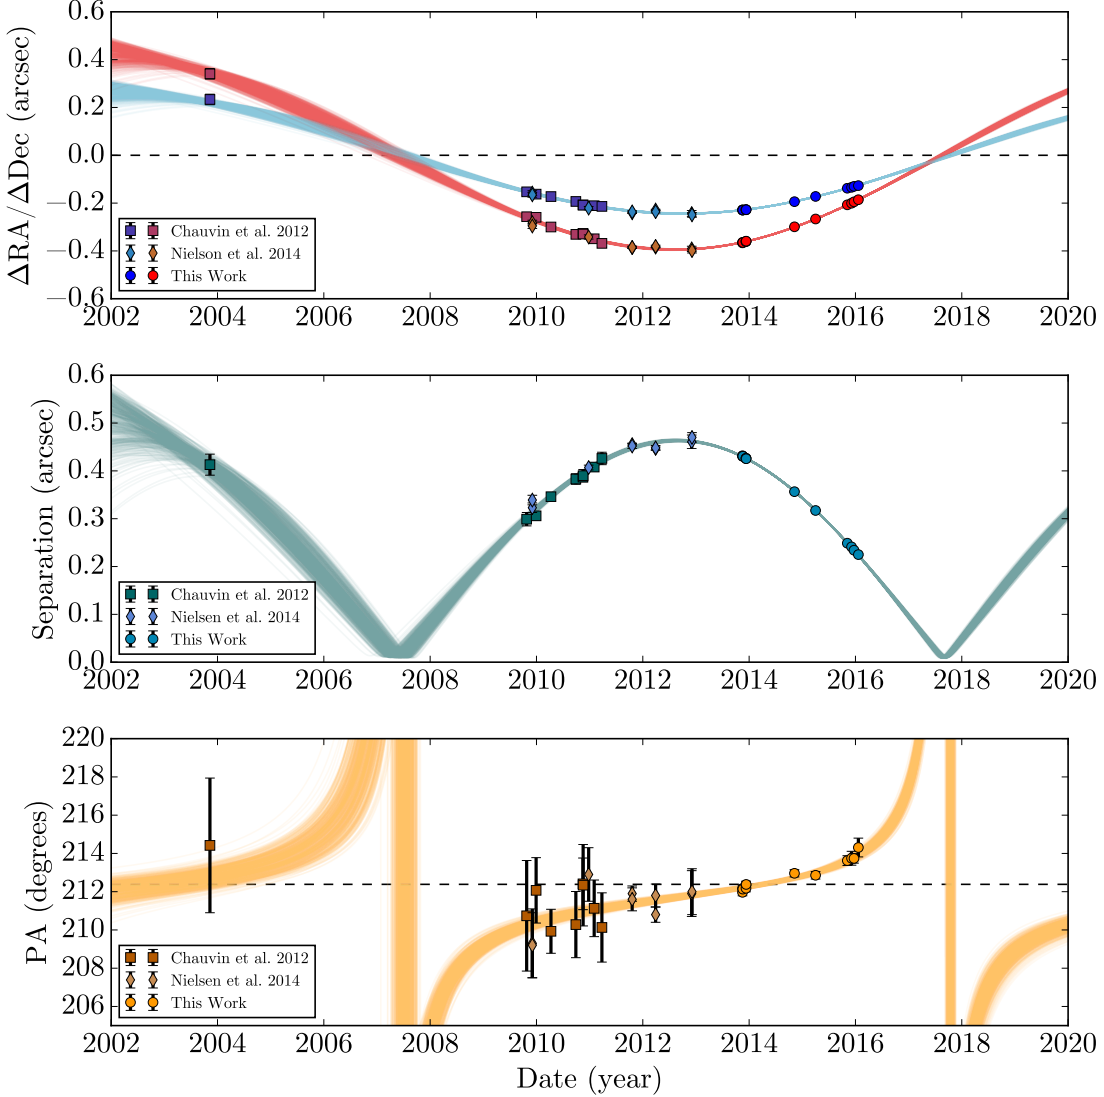 0.6
0.4
0.2
0.0
−0.2
−0.4
−0.6
ΔRA/ΔDec (arcsec)
Chauvin et al. 2012
Nielson et al. 2014
This Work
2002 2004 2006 2008 2010 2012 2014 2016 2018 2020
0.6
0.5
0.4
0.3
0.2
0.1
0.0
Separation (arcsec)
Chauvin et al. 2012
Nielsen et al. 2014
This Work
2002 2004 2006 2008 2010 2012 2014 2016 2018 2020
220
218
216
214
212
210
208
206
PA (degrees)
Chauvin et al. 2012
Nielsen et al. 2014
This Work
2002 2004 2006 2008 2010 2012 2014 2016 2018 2020
Date (year)